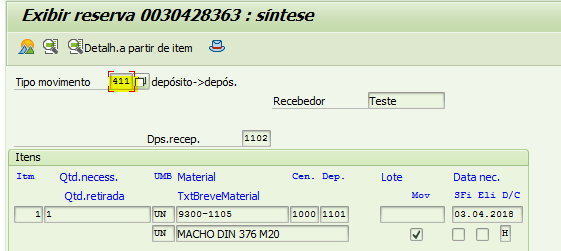 Exibir reserva 0030428363 : síntese
Detalh.a partir de item
Tipo movimento 411 depósito->depós.
Recebedor Teste
Dps.recep. 1102
Itens
Itm Qtd.necess. UMB Material Cen. Dep. Lote Data nec.
Qtd.retirada TxtBreveMaterial Mov SFi Eli D/C
1 1 UN 9300-1105 1000 1101 03.04.2018
UN MACHO DIN 376 M20 H